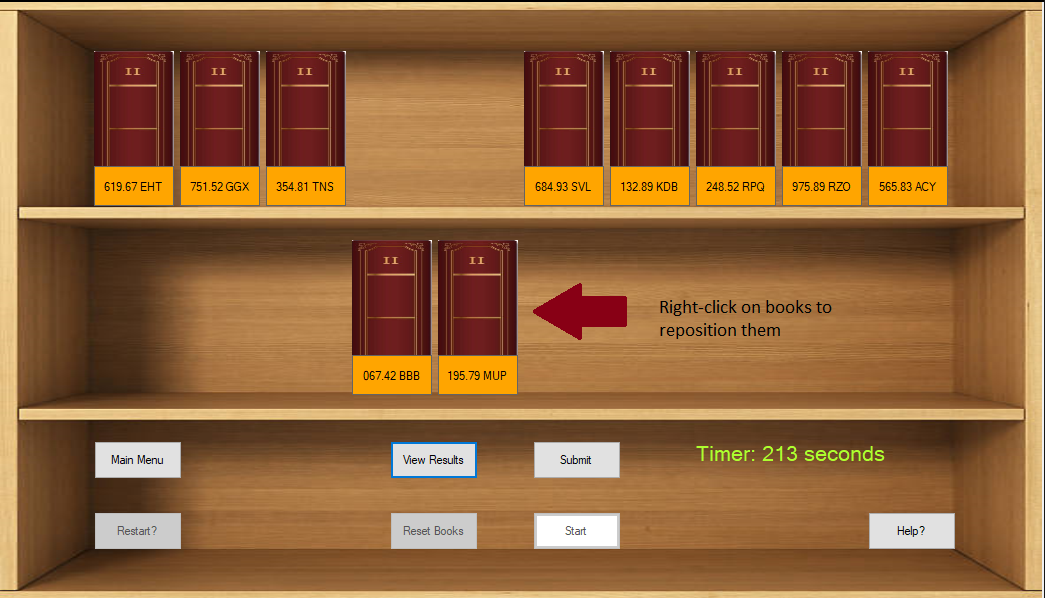 II II II II II II II II
619.67 EHT 751.52 GGX 354.81 TNS 684.93 SVL 132.89 KDB 248.52 RPQ 975.89 RZO 565.83 ACY
II II
067.42 BBB 195.79 MUP
Right-click on books to
reposition them
Main Menu View Results Submit Timer: 213 seconds
Restart? Reset Books Start Help?